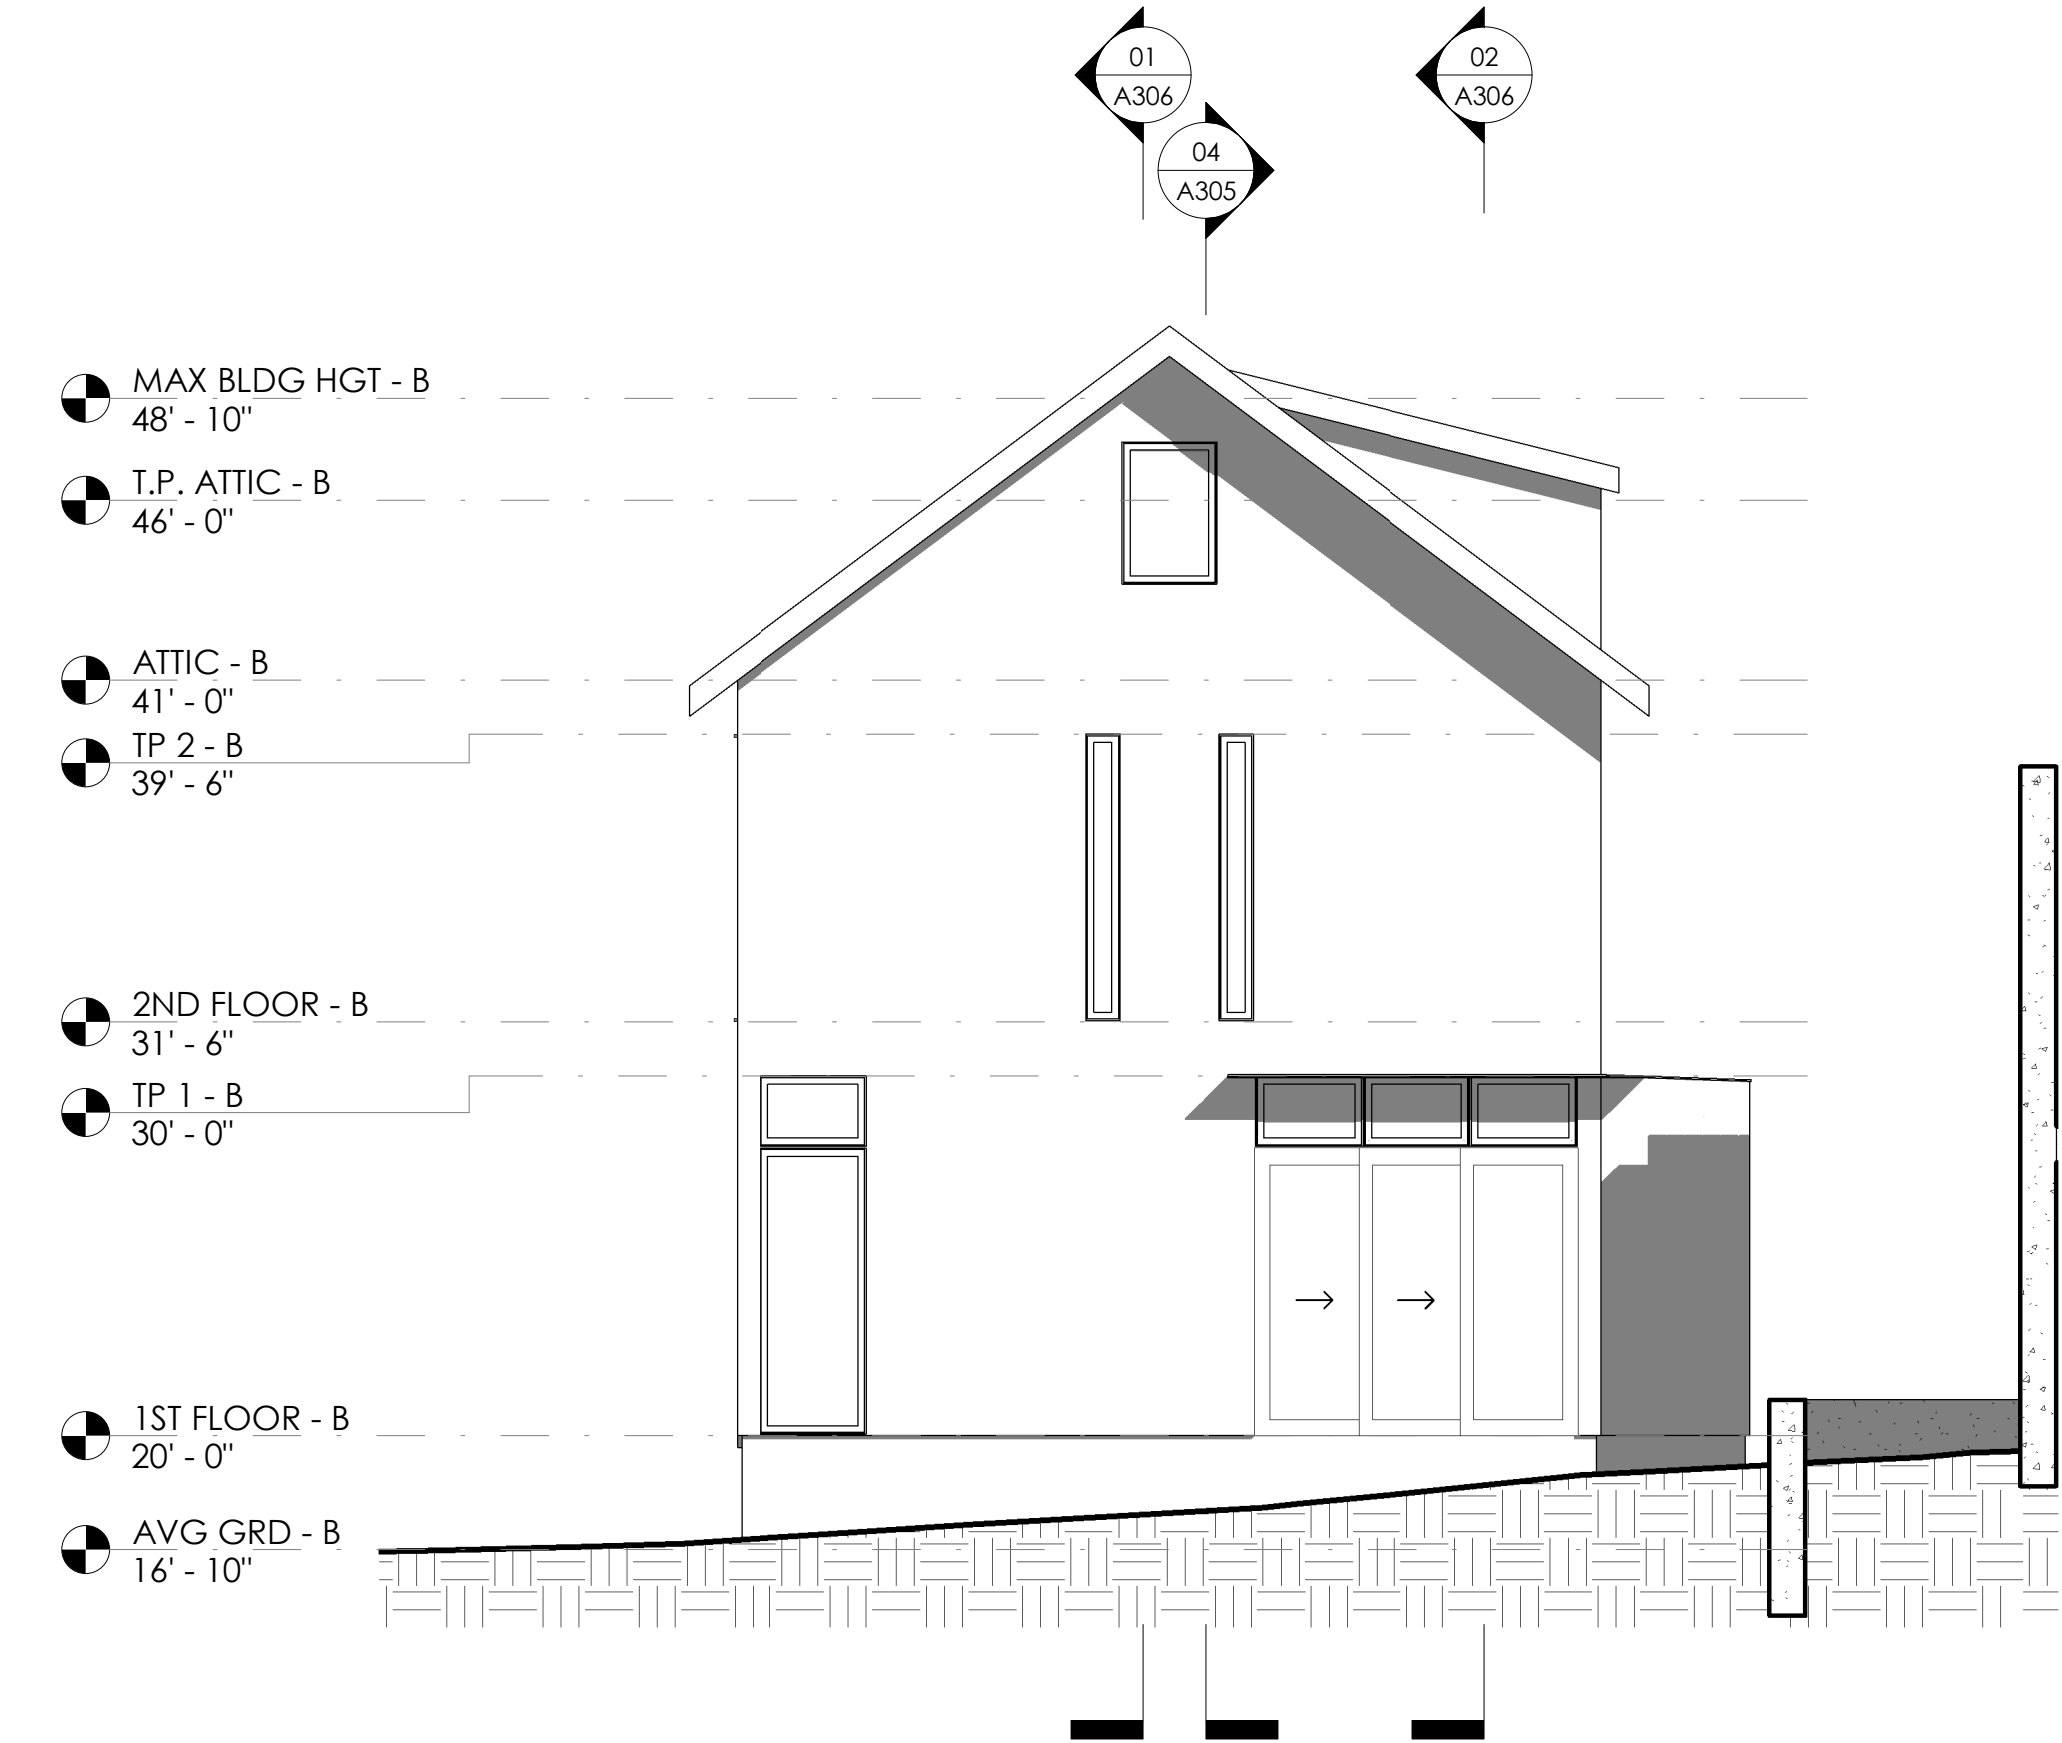 01
A306
02
A306
04
A305
MAX BLDG HGT - B
48' - 10"
T.P. ATTIC - B
46' - 0"
ATTIC - B
41' - 0"
TP 2 - B
39' - 6"
2ND FLOOR - B
31' - 6"
TP 1 - B
30' - 0"
1ST FLOOR - B
20' - 0"
AVG GRD - B
16' - 10"